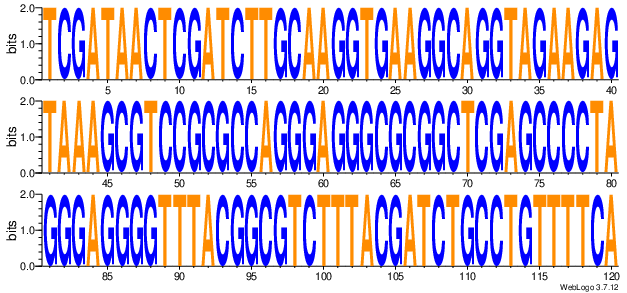 bits
2.0
1.0
0.0
TCGATAACTCGATCTTGCAAGGTGAAGGCAGGTAGAAGAG
5 10 15 20 25 30 35 40
bits
2.0
1.0
0.0
TAAAGCGTCCGCGCCAGGGAGGGCGCGGCTCGAGCCCCTA
45 50 55 60 65 70 75 80
bits
2.0
1.0
0.0
GGGAGGGGTTTACGGCGTCTTTACGATCTGCCTGTTTTCA
85 90 95 100 105 110 115 120
WebLogo 3.7.12